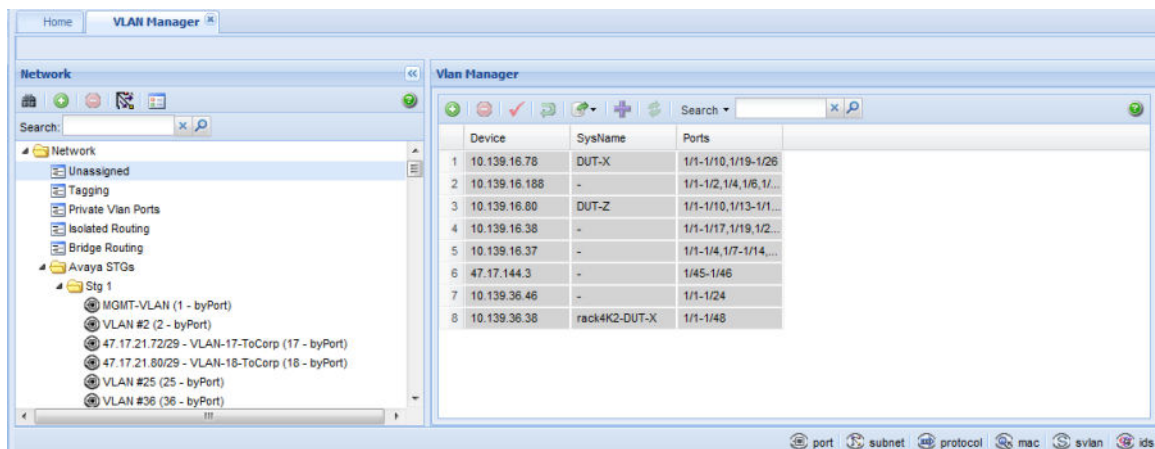 Home VLAN Manager
Network
Vlan Manager
Search:
Search
Network
Unassigned
Tagging
Private Vlan Ports
Isolated Routing
Bridge Routing
Avaya STGs
Stg 1
MGMT-VLAN (1 - byPort)
VLAN #2 (2 - byPort)
47.17.21.72/29 - VLAN-17-ToCorp (17 - byPort)
47.17.21.80/29 - VLAN-18-ToCorp (18 - byPort)
VLAN #25 (25 - byPort)
VLAN #36 (36 - byPort)
Device SysName Ports
1 10.139.16.78 DUT-X 1/1-1/10,1/19-1/26
2 10.139.16.188 - 1/1-1/2,1/4,1/6,1/...
3 10.139.16.80 DUT-Z 1/1-1/10,1/13-1/1...
4 10.139.16.38 - 1/1-1/17,1/19,1/2...
5 10.139.16.37 - 1/1-1/4,1/7-1/14,...
6 47.17.144.3 - 1/45-1/46
7 10.139.36.46 - 1/1-1/24
8 10.139.36.38 rack4K2-DUT-X 1/1-1/48
port subnet protocol mac svlan ids